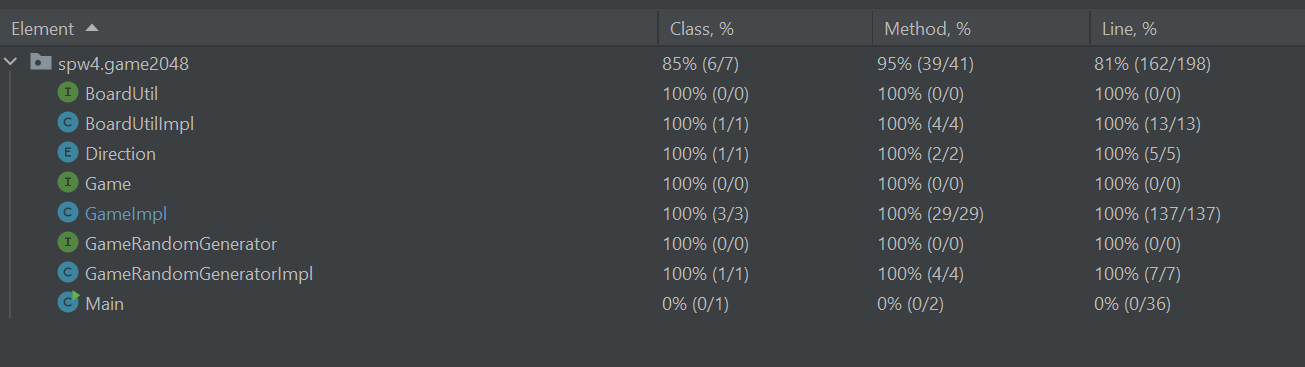 Element Class, % Method, % Line, %
spw4.game2048 85% (6/7) 95% (39/41) 81% (162/198)
I BoardUtil 100% (0/0) 100% (0/0) 100% (0/0)
C BoardUtilImpl 100% (1/1) 100% (4/4) 100% (13/13)
E Direction 100% (1/1) 100% (2/2) 100% (5/5)
I Game 100% (0/0) 100% (0/0) 100% (0/0)
C GameImpl 100% (3/3) 100% (29/29) 100% (137/137)
I GameRandomGenerator 100% (0/0) 100% (0/0) 100% (0/0)
C GameRandomGeneratorImpl 100% (1/1) 100% (4/4) 100% (7/7)
C Main 0% (0/1) 0% (0/2) 0% (0/36)